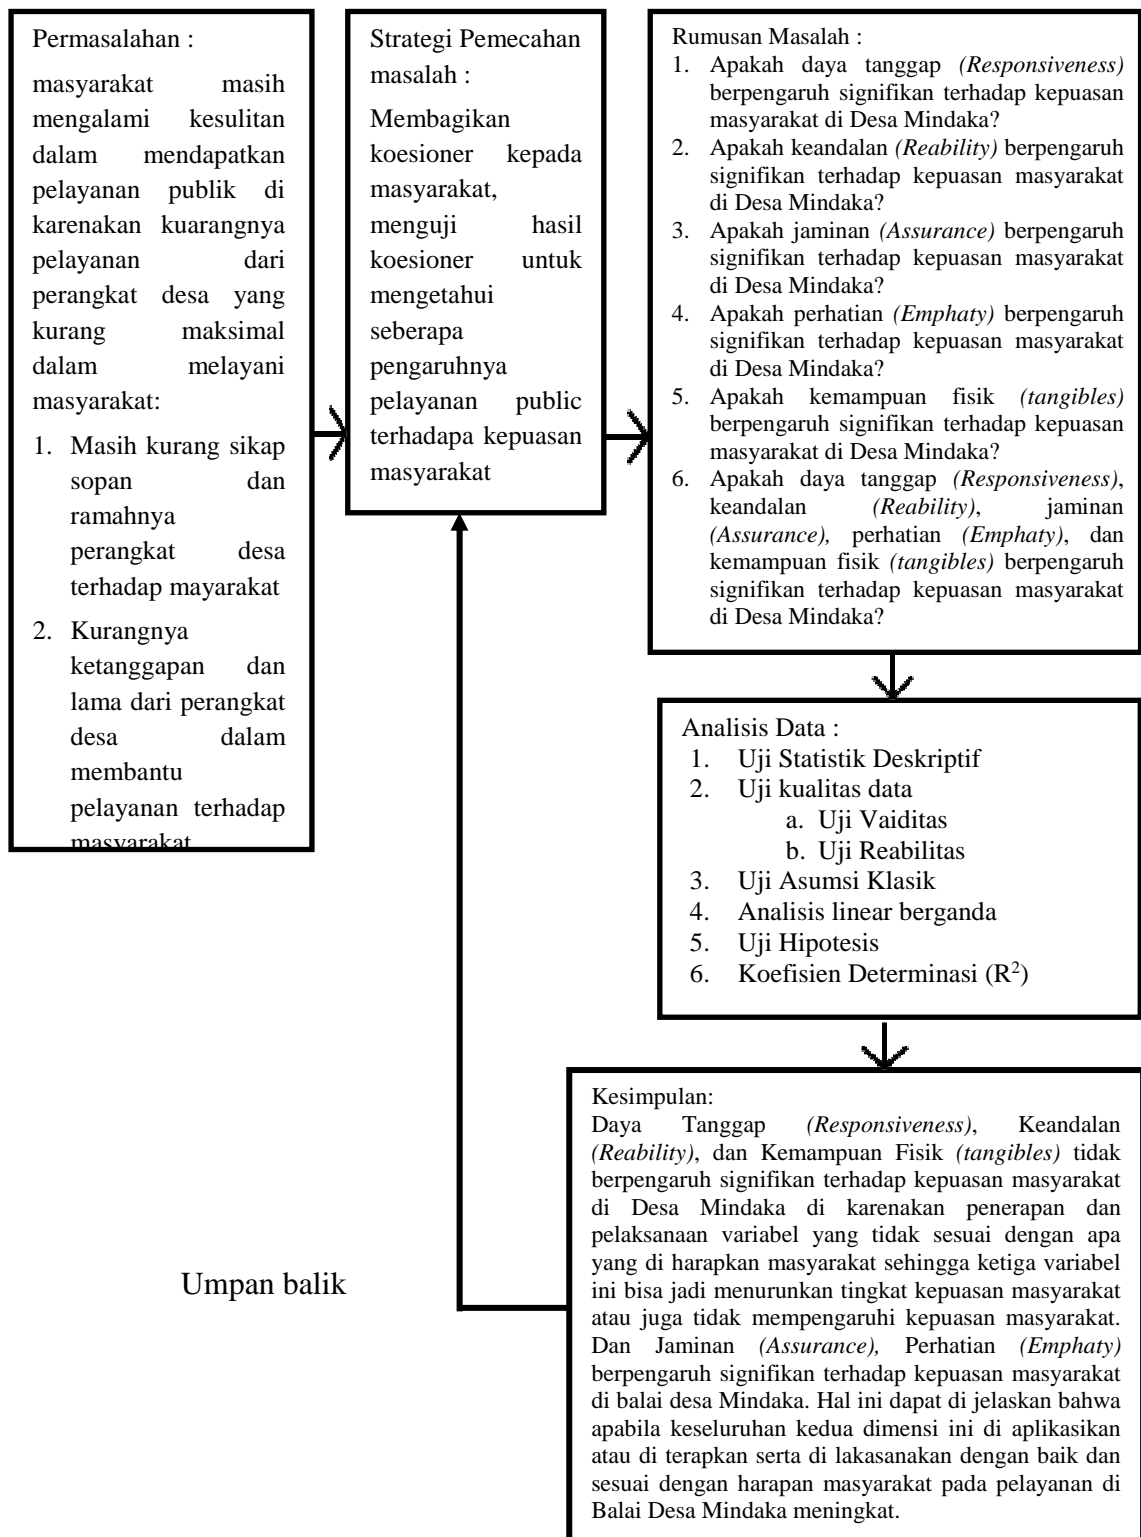 Permasalahan :
masyarakat masih
mengalami kesulitan
dalam mendapatkan
pelayanan publik di
karenakan kuarangnya
pelayanan dari
perangkat desa yang
kurang maksimal
dalam melayani
masyarakat:
1. Masih kurang sikap
sopan dan
ramahnya
perangkat desa
terhadap mayarakat
2. Kurangnya
ketanggapan dan
lama dari perangkat
desa dalam
membantu
pelayanan terhadap
masyarakat
Strategi Pemecahan
masalah :
Membagikan
koesioner kepada
masyarakat,
menguji hasil
koesioner untuk
mengetahui
seberapa
pengaruhnya
pelayanan public
terhadapa kepuasan
masyarakat
Rumusan Masalah :
1. Apakah daya tanggap (Responsiveness)
berpengaruh signifikan terhadap kepuasan
masyarakat di Desa Mindaka?
2. Apakah keandalan (Reability) berpengaruh
signifikan terhadap kepuasan masyarakat
di Desa Mindaka?
3. Apakah jaminan (Assurance) berpengaruh
signifikan terhadap kepuasan masyarakat
di Desa Mindaka?
4. Apakah perhatian (Emphaty) berpengaruh
signifikan terhadap kepuasan masyarakat
di Desa Mindaka?
5. Apakah kemampuan fisik (tangibles)
berpengaruh signifikan terhadap kepuasan
masyarakat di Desa Mindaka?
6. Apakah daya tanggap (Responsiveness),
keandalan (Reability), jaminan
(Assurance), perhatian (Emphaty), dan
kemampuan fisik (tangibles) berpengaruh
signifikan terhadap kepuasan masyarakat
di Desa Mindaka?
Analisis Data :
1. Uji Statistik Deskriptif
2. Uji kualitas data
a. Uji Vaiditas
b. Uji Reabilitas
3. Uji Asumsi Klasik
4. Analisis linear berganda
5. Uji Hipotesis
6. Koefisien Determinasi (R²)
Kesimpulan:
Daya Tanggap (Responsiveness), Keandalan
(Reability), dan Kemampuan Fisik (tangibles) tidak
berpengaruh signifikan terhadap kepuasan masyarakat
di Desa Mindaka di karenakan penerapan dan
pelaksanaan variabel yang tidak sesuai dengan apa
yang di harapkan masyarakat sehingga ketiga variabel
ini bisa jadi menurunkan tingkat kepuasan masyarakat
atau juga tidak mempengaruhi kepuasan masyarakat.
Dan Jaminan (Assurance), Perhatian (Emphaty)
berpengaruh signifikan terhadap kepuasan masyarakat
di balai desa Mindaka. Hal ini dapat di jelaskan bahwa
apabila keseluruhan kedua dimensi ini di aplikasikan
atau di terapkan serta di lakasanakan dengan baik dan
sesuai dengan harapan masyarakat pada pelayanan di
Balai Desa Mindaka meningkat.
Umpan balik